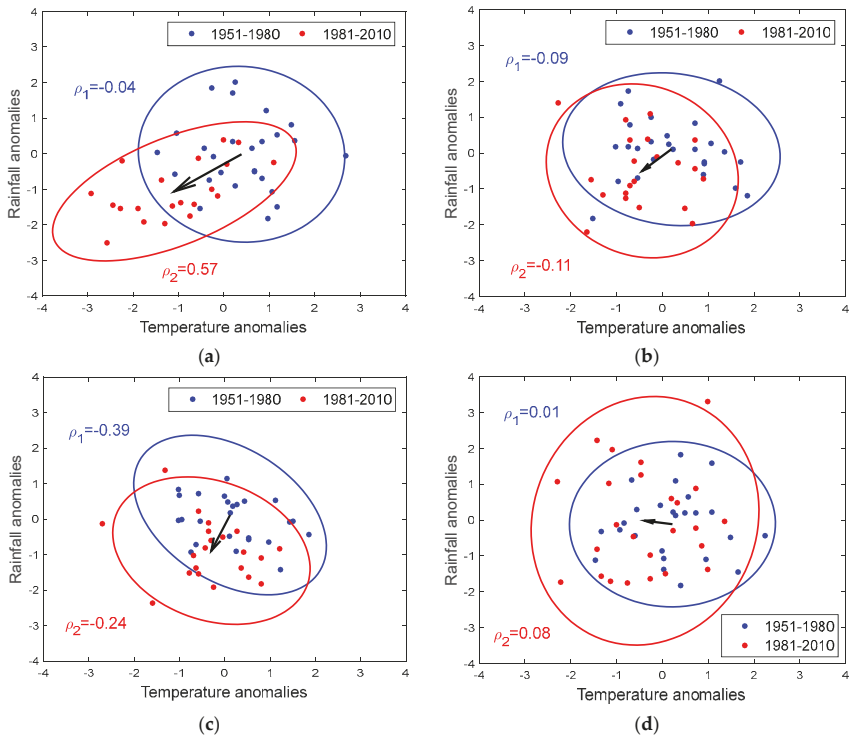 1951-1980 1981-2010
ρ1=-0.04
ρ2=0.57
Rainfall anomalies
4
3
2
1
0
-1
-2
-3
-4
-4 -3 -2 -1 0 1 2 3 4
Temperature anomalies
(a)
1951-1980 1981-2010
ρ1=-0.09
ρ2=-0.11
Rainfall anomalies
4
3
2
1
0
-1
-2
-3
-4
-4 -3 -2 -1 0 1 2 3 4
Temperature anomalies
(b)
1951-1980 1981-2010
ρ1=-0.39
ρ2=-0.24
Rainfall anomalies
4
3
2
1
0
-1
-2
-3
-4
-4 -3 -2 -1 0 1 2 3 4
Temperature anomalies
(c)
ρ1=0.01
ρ2=0.08
1951-1980
1981-2010
Rainfall anomalies
4
3
2
1
0
-1
-2
-3
-4
-4 -3 -2 -1 0 1 2 3 4
Temperature anomalies
(d)